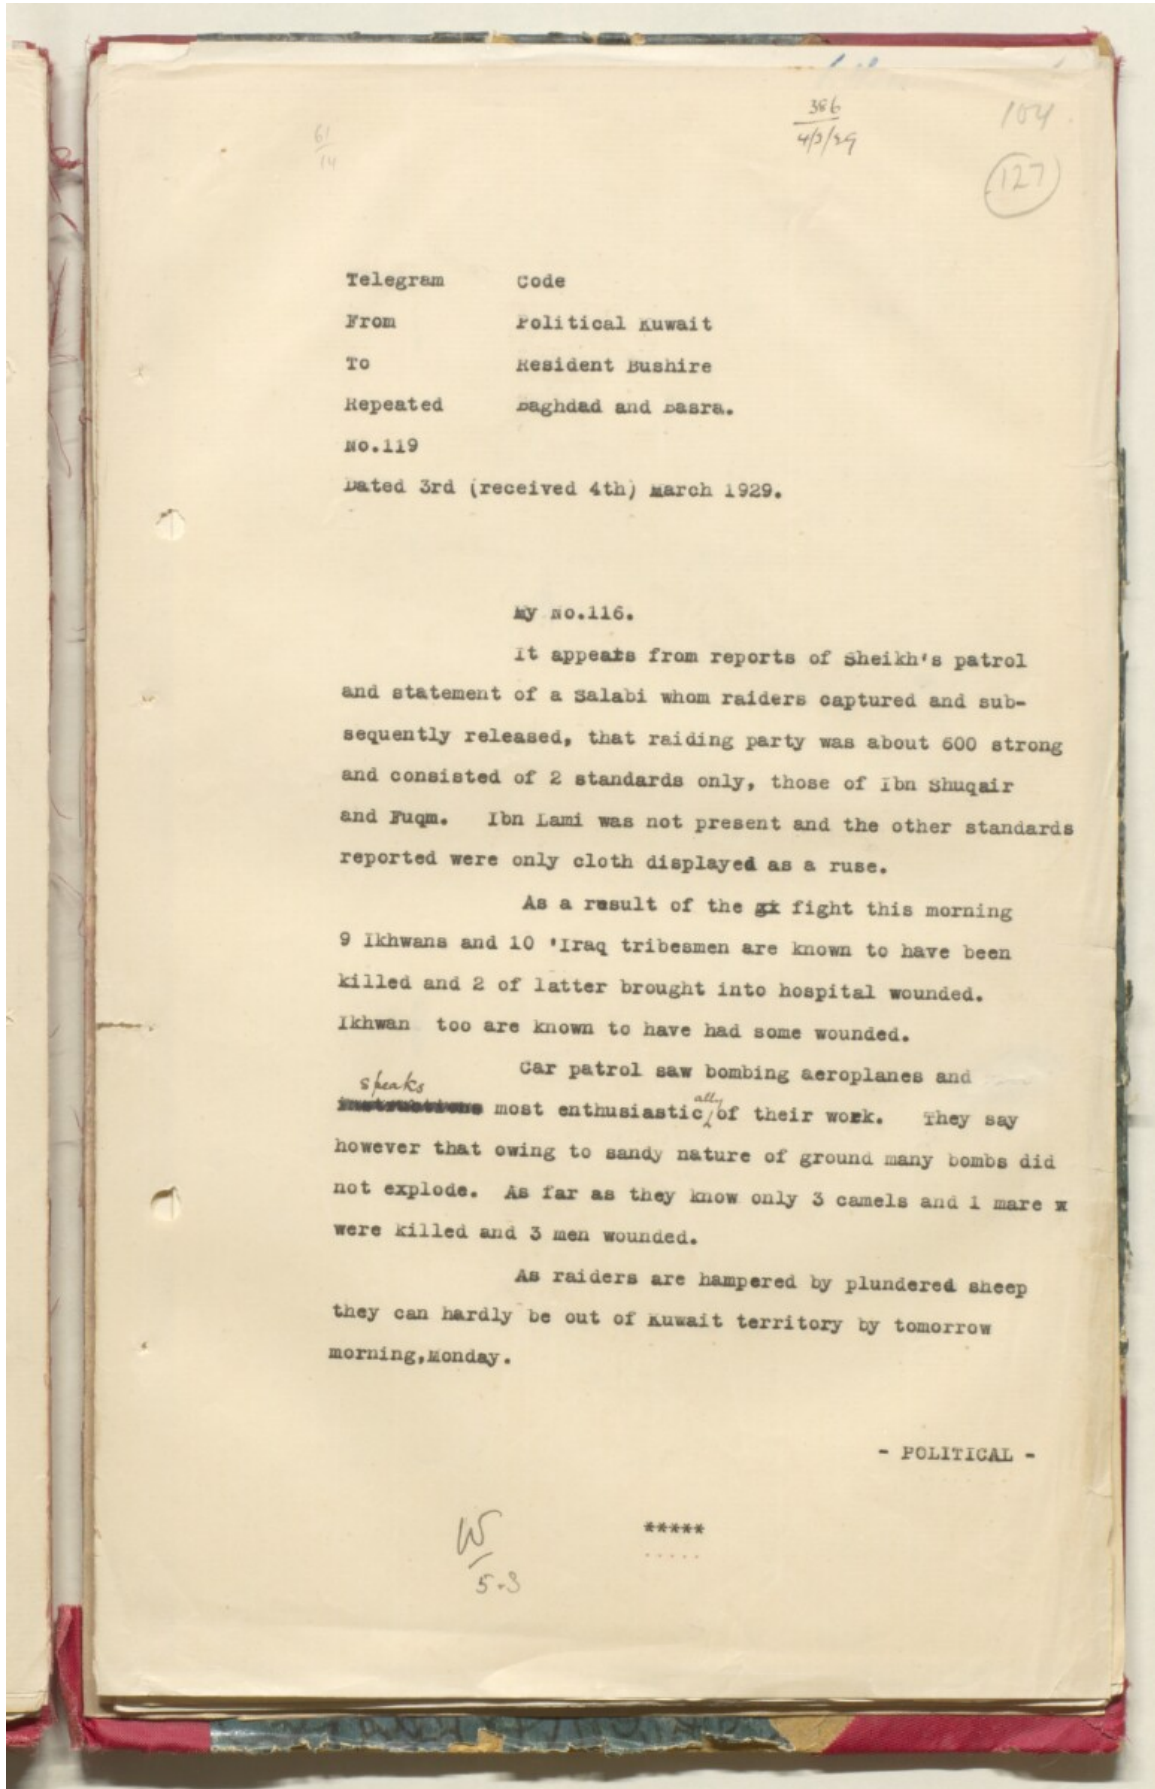 386
4/3/29
104
61
14
127
Telegram Code
From Political Kuwait
To Resident Bushire
Repeated Baghdad and Basra.
No.119
Dated 3rd (received 4th) March 1929.
My No.116.
It appears from reports of Sheikh's patrol
and statement of a Salabi whom raiders captured and sub-
sequently released, that raiding party was about 600 strong
and consisted of 2 standards only, those of Ibn Shuqair
and Fuqm. Ibn Lami was not present and the other standards
reported were only cloth displayed as a ruse.
As a result of the fight this morning
9 Ikhwans and 10 'Iraq tribesmen are known to have been
killed and 2 of latter brought into hospital wounded.
Ikhwan too are known to have had some wounded.
Car patrol saw bombing aeroplanes and
speaks most enthusiastically of their work. They say
however that owing to sandy nature of ground many bombs did
not explode. As far as they know only 3 camels and 1 mare x
were killed and 3 men wounded.
As raiders are hampered by plundered sheep
they can hardly be out of Kuwait territory by tomorrow
morning,Monday.
- POLITICAL -
*****
.....
W
5-3